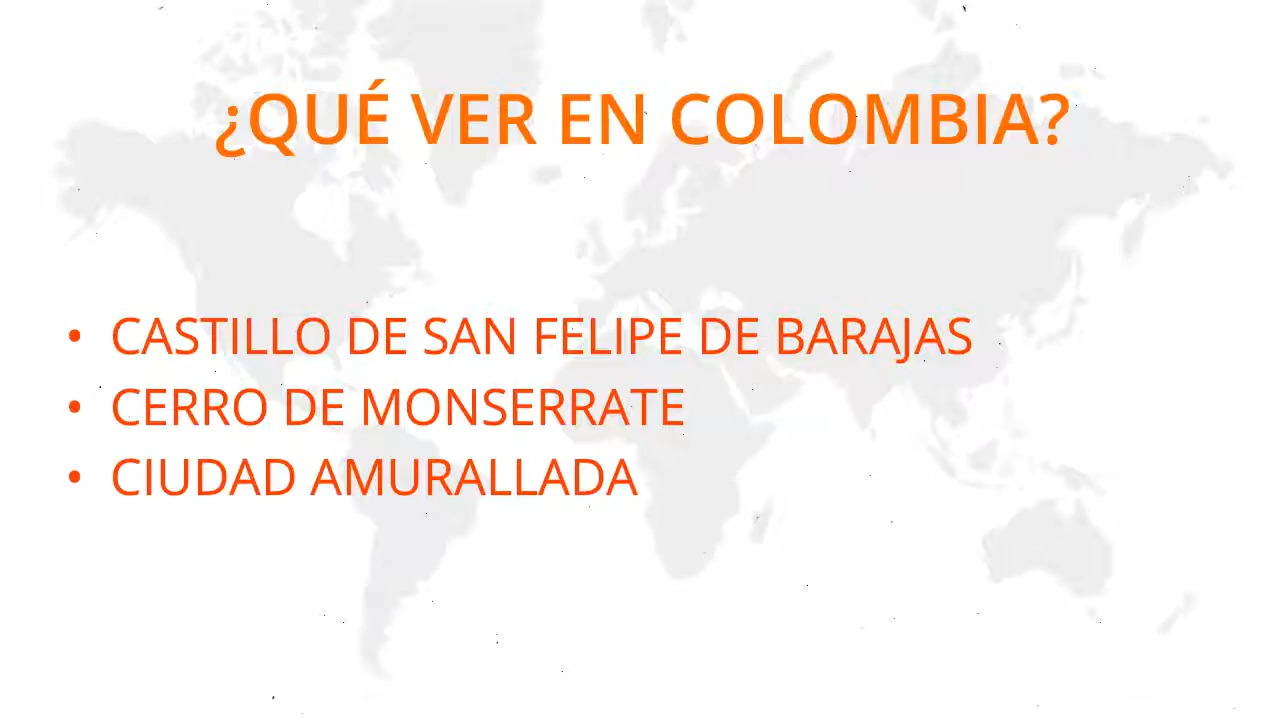 ¿QUÉ VER EN COLOMBIA?
• CASTILLO DE SAN FELIPE DE BARAJAS
• CERRO DE MONSERRATE
• CIUDAD AMURALLADA